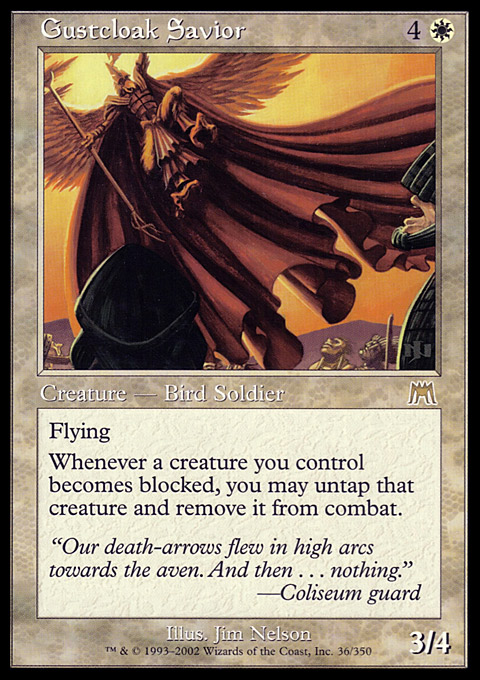 Gustcloak Savior 4
Creature — Bird Soldier
Flying
Whenever a creature you control
becomes blocked, you may untap that
creature and remove it from combat.
“Our death-arrows flew in high arcs
towards the aven. And then . . . nothing.”
—Coliseum guard
Illus. Jim Nelson
™ & © 1993–2002 Wizards of the Coast, Inc. 36/350
3/4